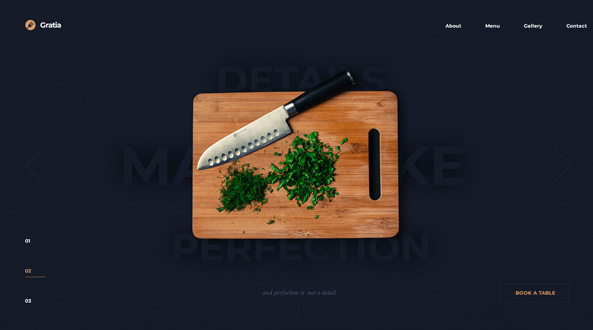 Gratia
About Menu Gallery Contact
DETAILS
MA KE
PERFECTION
01
02
03
and perfection is not a detail
BOOK A TABLE